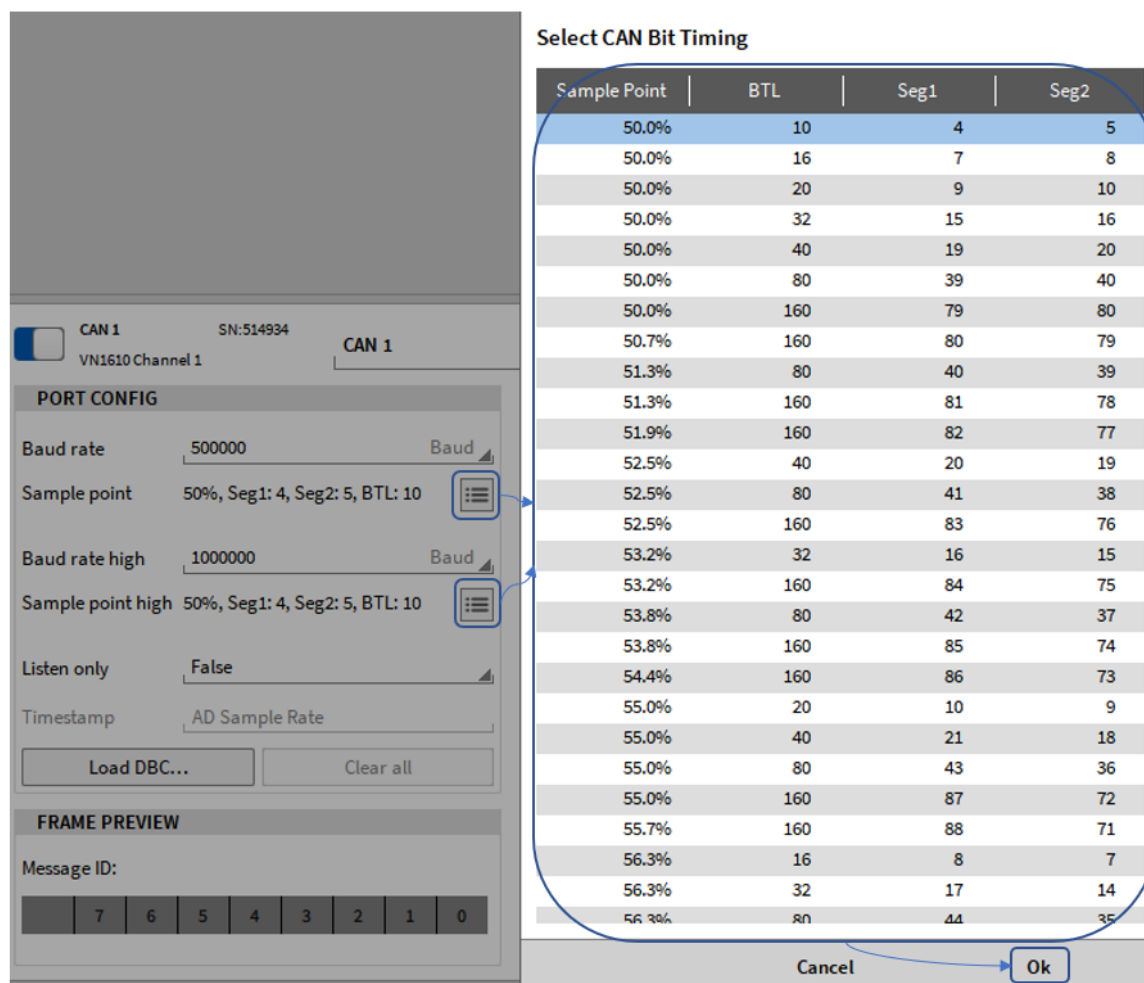 Select CAN Bit Timing
Sample Point BTL Seg1 Seg2
50.0% 10 4 5
50.0% 16 7 8
50.0% 20 9 10
50.0% 32 15 16
50.0% 40 19 20
50.0% 80 39 40
50.0% 160 79 80
50.7% 160 80 79
51.3% 80 40 39
51.3% 160 81 78
51.9% 160 82 77
52.5% 40 20 19
52.5% 80 41 38
52.5% 160 83 76
53.2% 32 16 15
53.2% 160 84 75
53.8% 80 42 37
53.8% 160 85 74
54.4% 160 86 73
55.0% 20 10 9
55.0% 40 21 18
55.0% 80 43 36
55.0% 160 87 72
55.7% 160 88 71
56.3% 16 8 7
56.3% 32 17 14
56.3% 80 44 35
Cancel Ok
CAN 1 SN:514934
VN1610 Channel 1
CAN 1
PORT CONFIG
Baud rate 500000 Baud
Sample point 50%, Seg1: 4, Seg2: 5, BTL: 10
Baud rate high 1000000 Baud
Sample point high 50%, Seg1: 4, Seg2: 5, BTL: 10
Listen only False
Timestamp AD Sample Rate
Load DBC... Clear all
FRAME PREVIEW
Message ID:
7 6 5 4 3 2 1 0